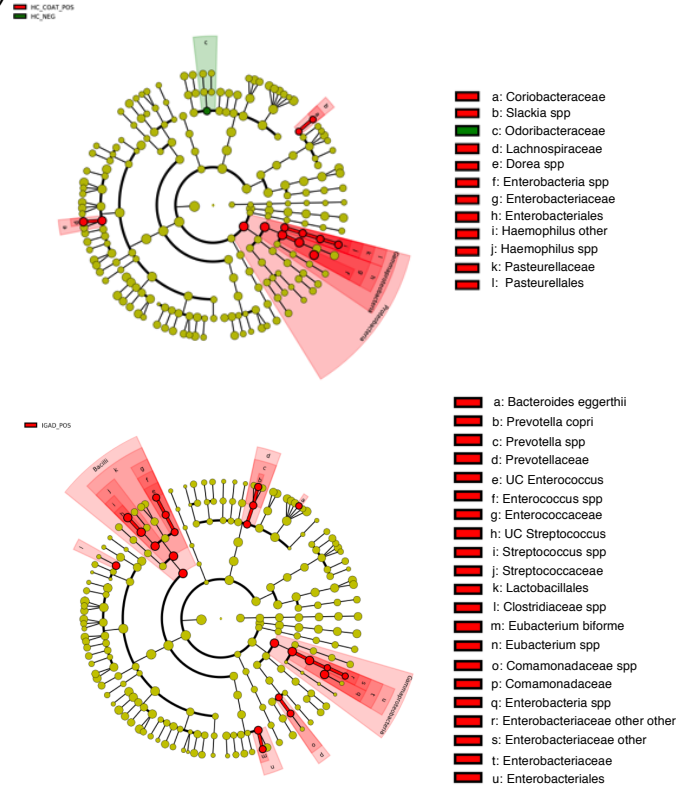 HC_COAT_POS
HC_NEG
c
Gammaproteobacteria
Proteobacteria
a: Coriobacteraceae
b: Slackia spp
c: Odoribacteraceae
d: Lachnospiraceae
e: Dorea spp
f: Enterobacteria spp
g: Enterobacteriaceae
h: Enterobacteriales
i: Haemophilus other
j: Haemophilus spp
k: Pasteurellaceae
l: Pasteurellales
IGAD_POS
Bacilli
k
g
f
d
c
l
j
Gammaproteobacteria
u
t
s
q
p
o
n
m
a: Bacteroides eggerthii
b: Prevotella copri
c: Prevotella spp
d: Prevotellaceae
e: UC Enterococcus
f: Enterococcus spp
g: Enterococcaceae
h: UC Streptococcus
i: Streptococcus spp
j: Streptococcaceae
k: Lactobacillales
l: Clostridiaceae spp
m: Eubacterium biforme
n: Eubacterium spp
o: Comamonadaceae spp
p: Comamonadaceae
q: Enterobacteria spp
r: Enterobacteriaceae other other
s: Enterobacteriaceae other
t: Enterobacteriaceae
u: Enterobacteriales